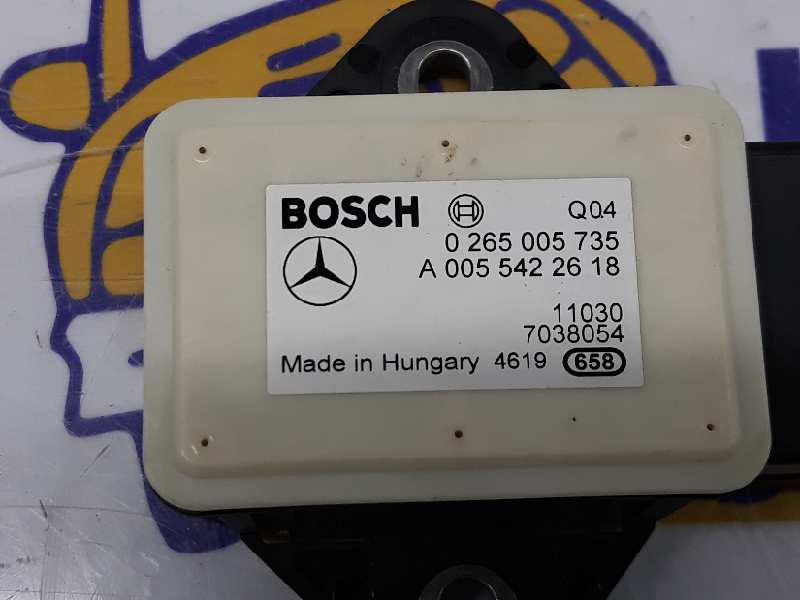 BOSCH Q04
0 265 005 735
A 005 542 26 18
11030
7038054
Made in Hungary 4619 658